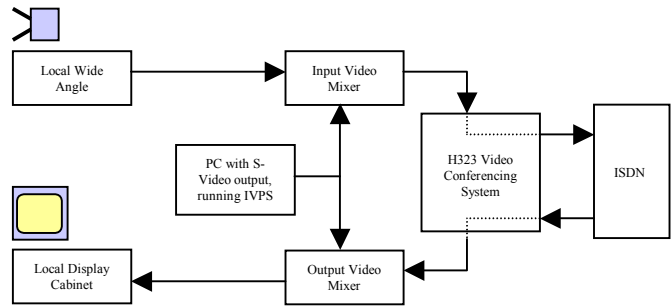 Local Wide
Angle
Input Video
Mixer
PC with S-
Video output,
running IVPS
H323 Video
Conferencing
System
ISDN
Local Display
Cabinet
Output Video
Mixer